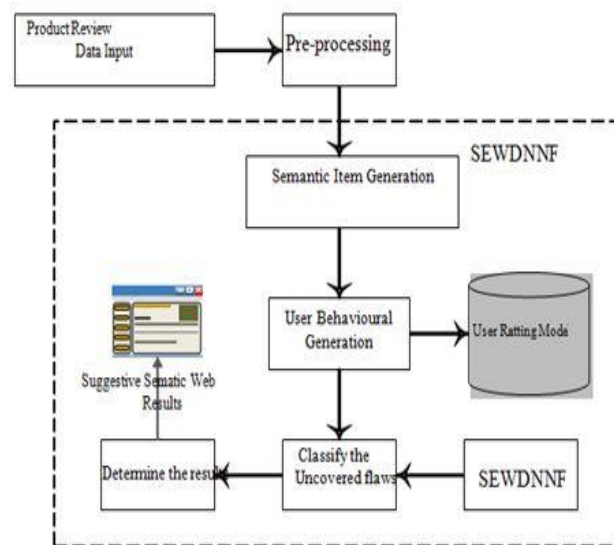 Product Review
Data Input
Pre-processing
SEWDNNF
Semantic Item Generation
User Behavioural
Generation
User Ratting Mode
Suggestive Sematic Web
Results
Determine the result
Classify the
Uncovered flaws
SEWDNNF